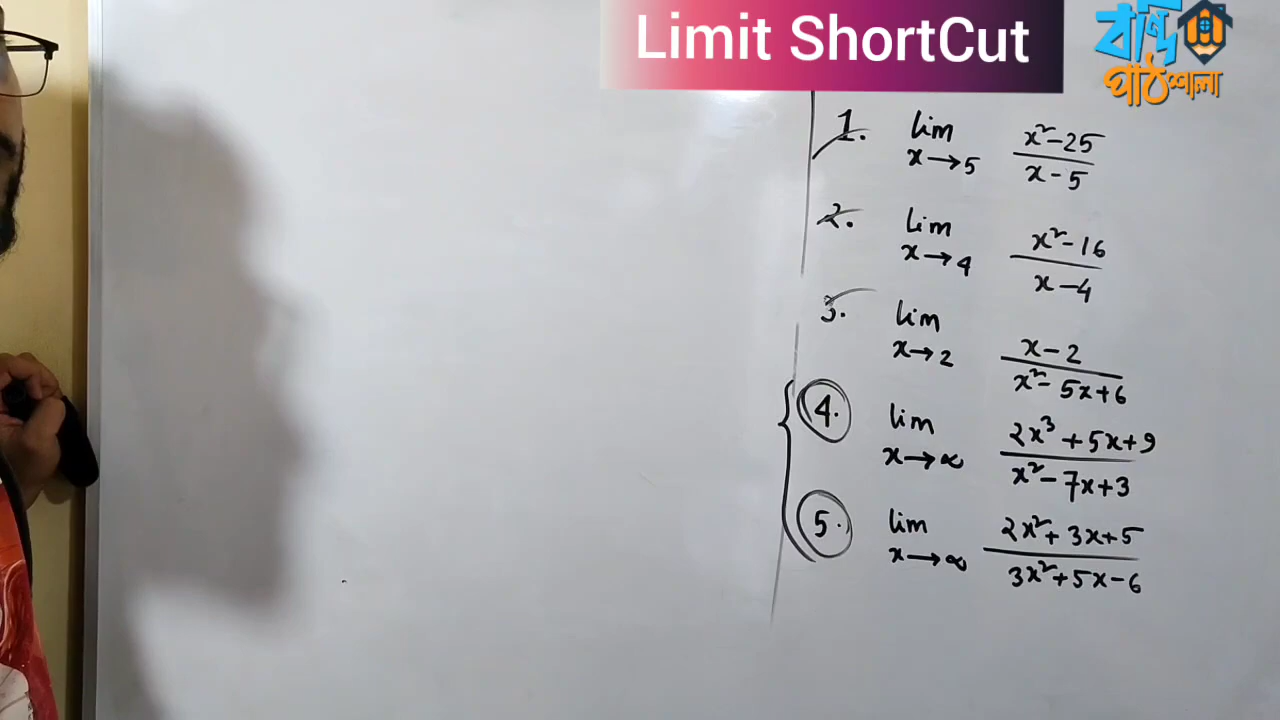 Limit ShortCut
বন্দি
পাঠশালা
1. lim x→5 x²-25 / x-5
2. lim x→4 x²-16 / x-4
3. lim x→2 x-2 / x²-5x+6
4. lim x→∞ 2x³+5x+9 / x²-7x+3
5. lim x→∞ 2x²+3x+5 / 3x²+5x-6